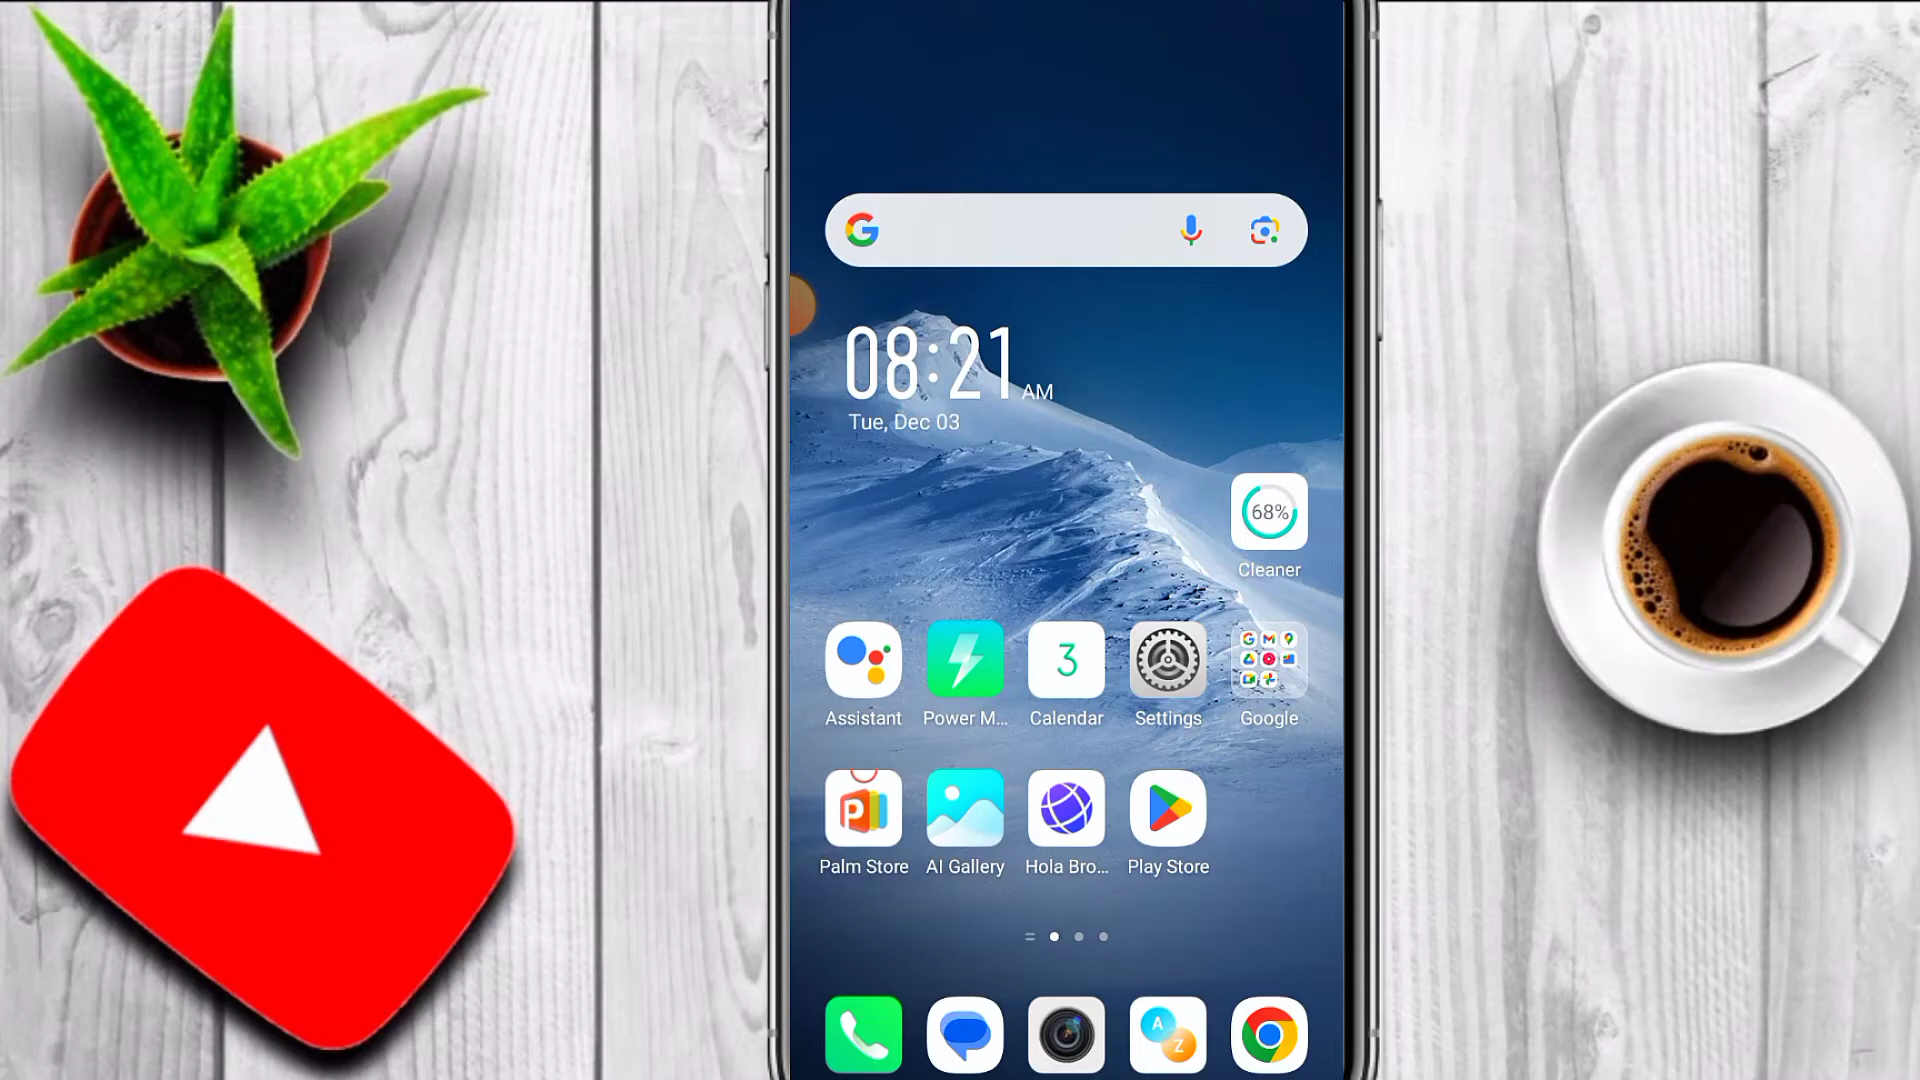 08:21 AM
Tue, Dec 03
68%
Cleaner
3
Assistant Power M... Calendar Settings Google
P
Palm Store AI Gallery Hola Bro... Play Store
A
Z